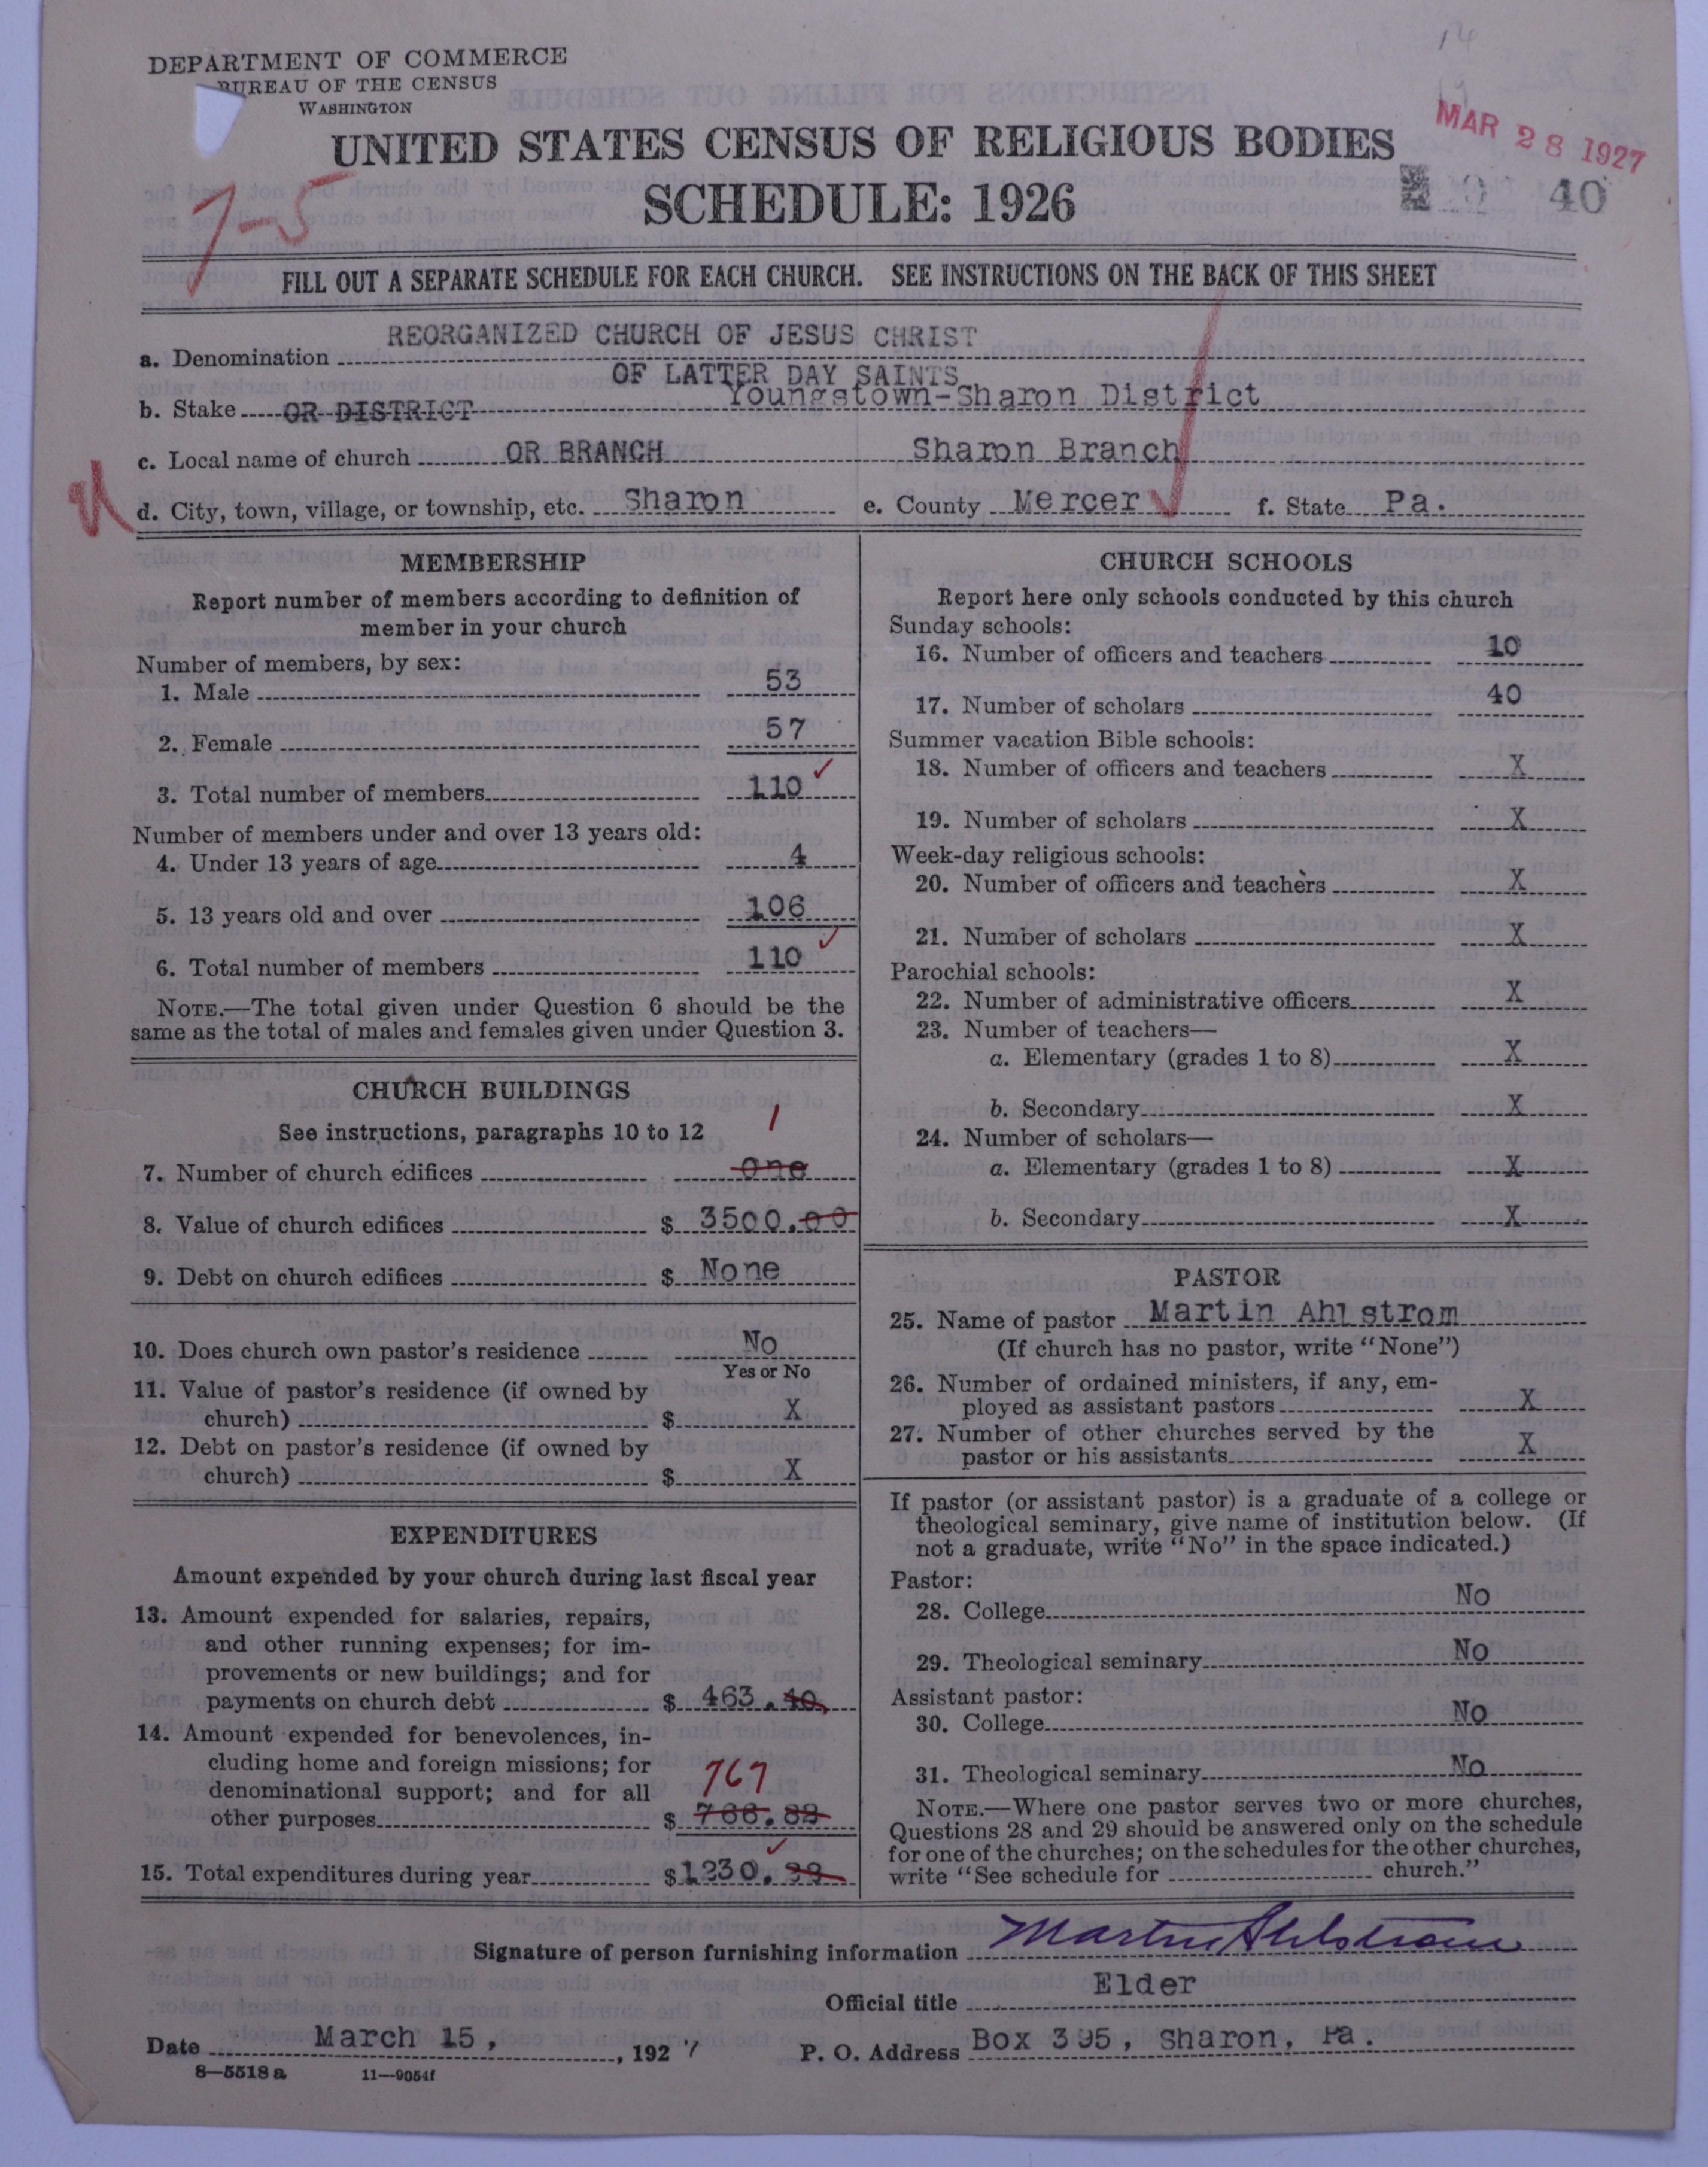 DEPARTMENT OF COMMERCE
BUREAU OF THE CENSUS
WASHINGTON
UNITED STATES CENSUS OF RELIGIOUS BODIES
SCHEDULE: 1926
MAR 28 1927
40
7-5
FILL OUT A SEPARATE SCHEDULE FOR EACH CHURCH. SEE INSTRUCTIONS ON THE BACK OF THIS SHEET
a. Denomination REORGANIZED CHURCH OF JESUS CHRIST
OF LATTER DAY SAINTS
b. Stake OR DISTRICT Youngstown-Sharon District
c. Local name of church OR BRANCH Sharon Branch
d. City, town, village, or township, etc. Sharon e. County Mercer f. State Pa.
MEMBERSHIP
Report number of members according to definition of
member in your church
Number of members, by sex:
1. Male 53
2. Female 57
3. Total number of members 110
Number of members under and over 13 years old:
4. Under 13 years of age 4
5. 13 years old and over 106
6. Total number of members 110
NOTE.—The total given under Question 6 should be the
same as the total of males and females given under Question 3.
CHURCH BUILDINGS
See instructions, paragraphs 10 to 12
1
7. Number of church edifices One
8. Value of church edifices $ 3500.00
9. Debt on church edifices $ None
10. Does church own pastor's residence No
Yes or No
11. Value of pastor's residence (if owned by
church) $ X
12. Debt on pastor's residence (if owned by
church) $ X
EXPENDITURES
Amount expended by your church during last fiscal year
13. Amount expended for salaries, repairs,
and other running expenses; for im-
provements or new buildings; and for
payments on church debt $ 463.40
14. Amount expended for benevolences, in-
cluding home and foreign missions; for
denominational support; and for all 767
other purposes $ 766.82
15. Total expenditures during year $1230.
CHURCH SCHOOLS
Report here only schools conducted by this church
Sunday schools:
16. Number of officers and teachers 10
17. Number of scholars 40
Summer vacation Bible schools:
18. Number of officers and teachers X
19. Number of scholars X
Week-day religious schools:
20. Number of officers and teachers X
21. Number of scholars X
Parochial schools:
22. Number of administrative officers X
23. Number of teachers—
a. Elementary (grades 1 to 8) X
b. Secondary X
24. Number of scholars—
a. Elementary (grades 1 to 8) X
b. Secondary X
PASTOR
25. Name of pastor Martin Ahlstrom
(If church has no pastor, write "None")
26. Number of ordained ministers, if any, em-
ployed as assistant pastors X
27. Number of other churches served by the
pastor or his assistants X
If pastor (or assistant pastor) is a graduate of a college or
theological seminary, give name of institution below. (If
not a graduate, write "No" in the space indicated.)
Pastor:
28. College No
29. Theological seminary No
Assistant pastor:
30. College No
31. Theological seminary No
NOTE.—Where one pastor serves two or more churches,
Questions 28 and 29 should be answered only on the schedule
for one of the churches; on the schedules for the other churches,
write "See schedule for church."
Signature of person furnishing information Martin Ahlstrom
Official title Elder
Date March 15, , 1927 P. O. Address Box 395, Sharon, Pa.
8—5518 a 11—9054f